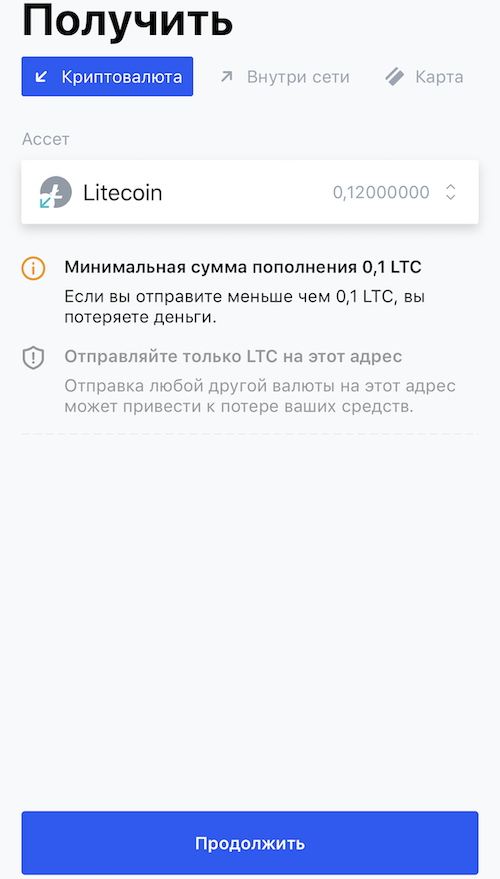 Получить
Криптовалюта
Внутри сети
Карта
Ассет
Litecoin 0,12000000
Минимальная сумма пополнения 0,1 LTC
Если вы отправите меньше чем 0,1 LTC, вы
потеряете деньги.
Отправляйте только LTC на этот адрес
Отправка любой другой валюты на этот адрес
может привести к потере ваших средств.
Продолжить